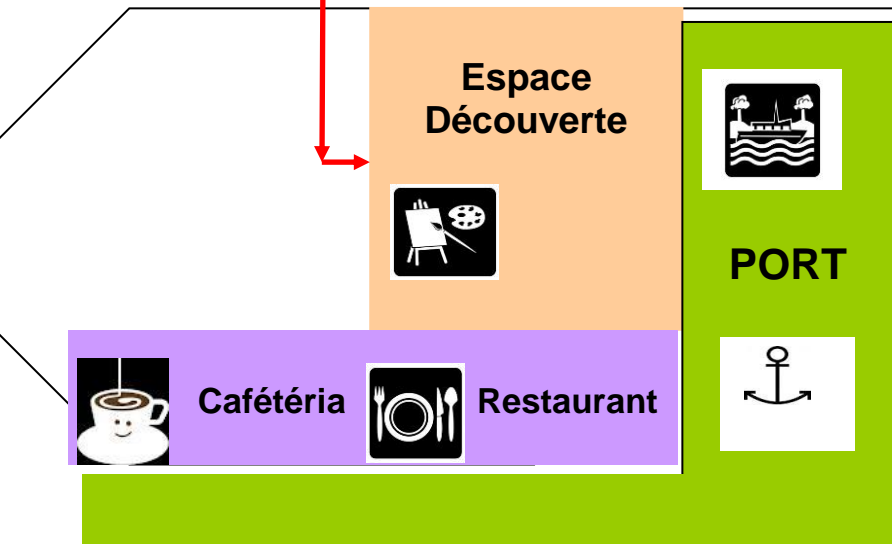 Espace
Découverte
PORT
Cafétéria
Restaurant